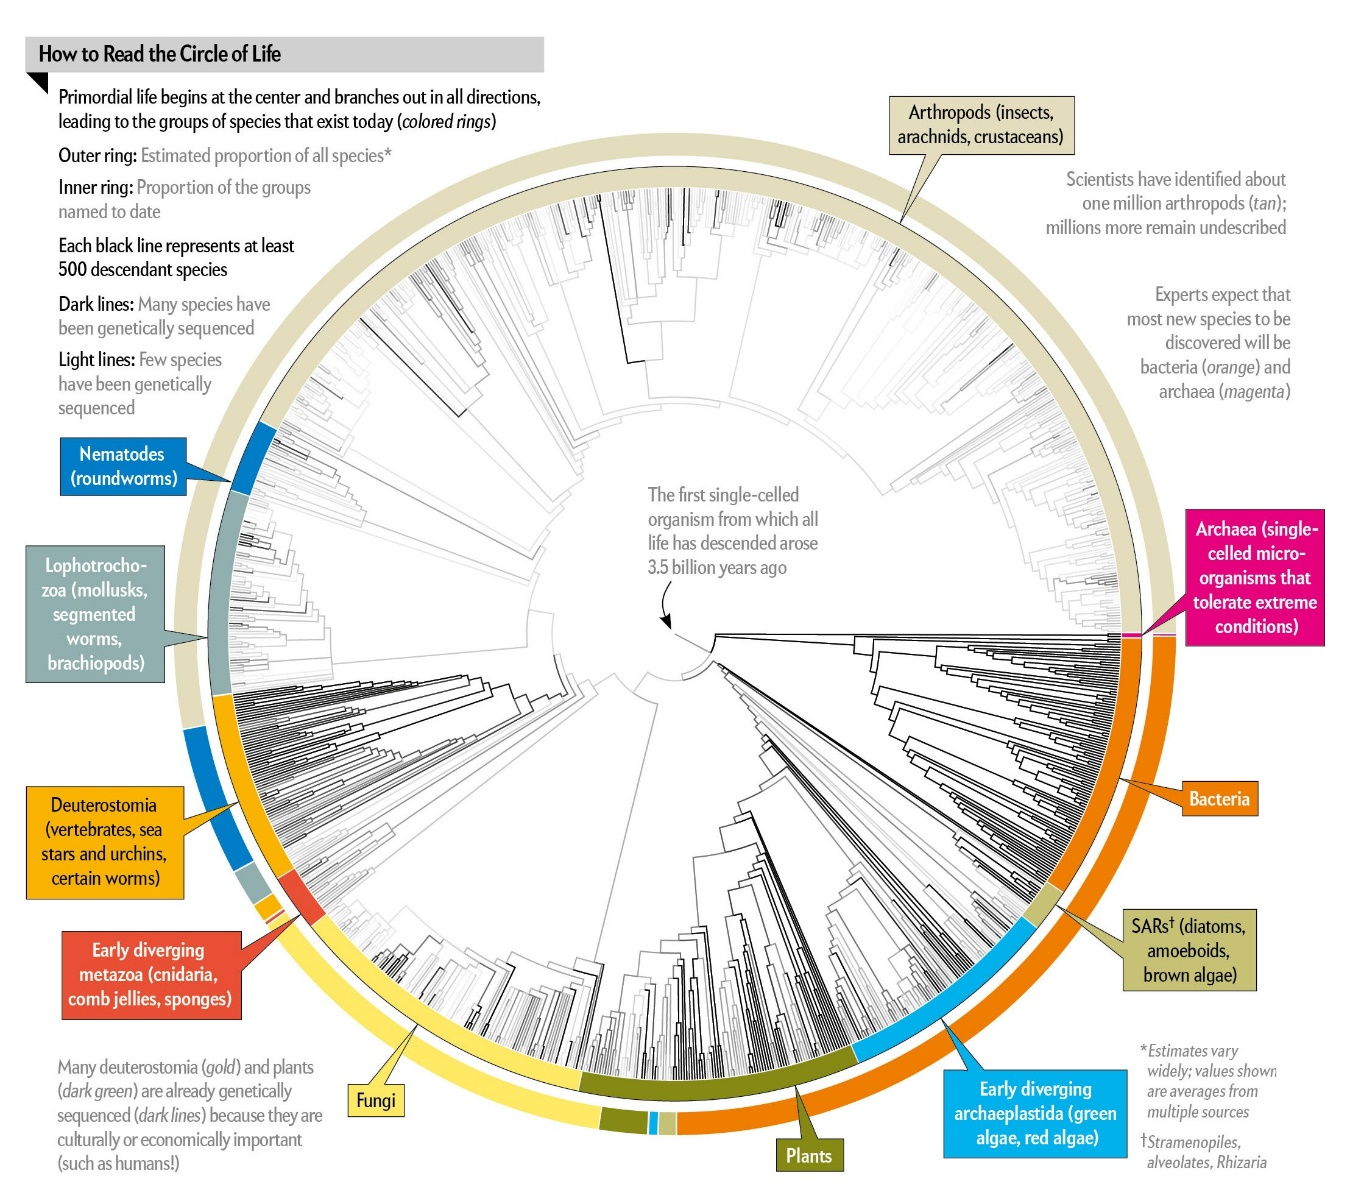 How to Read the Circle of Life
Primordial life begins at the center and branches out in all directions,
leading to the groups of species that exist today (colored rings)
Outer ring: Estimated proportion of all species*
Inner ring: Proportion of the groups
named to date
Each black line represents at least
500 descendant species
Dark lines: Many species have
been genetically sequenced
Light lines: Few species
have been genetically
sequenced
Arthropods (insects,
arachnids, crustaceans)
Scientists have identified about
one million arthropods (tan);
millions more remain undescribed
Experts expect that
most new species to be
discovered will be
bacteria (orange) and
archaea (magenta)
Nematodes
(roundworms)
The first single-celled
organism from which all
life has descended arose
3.5 billion years ago
Archaea (single-
celled micro-
organisms that
tolerate extreme
conditions)
Lophotrocho-
zoa (mollusks,
segmented
worms,
brachiopods)
Bacteria
Deuterostomia
(vertebrates, sea
stars and urchins,
certain worms)
SARs† (diatoms,
amoeboids,
brown algae)
Early diverging
metazoa (cnidaria,
comb jellies, sponges)
Many deuterostomia (gold) and plants
(dark green) are already genetically
sequenced (dark lines) because they are
culturally or economically important
(such as humans!)
Fungi
Plants
Early diverging
archaeplastida (green
algae, red algae)
*Estimates vary
widely; values shown
are averages from
multiple sources
†Stramenopiles,
alveolates, Rhizaria